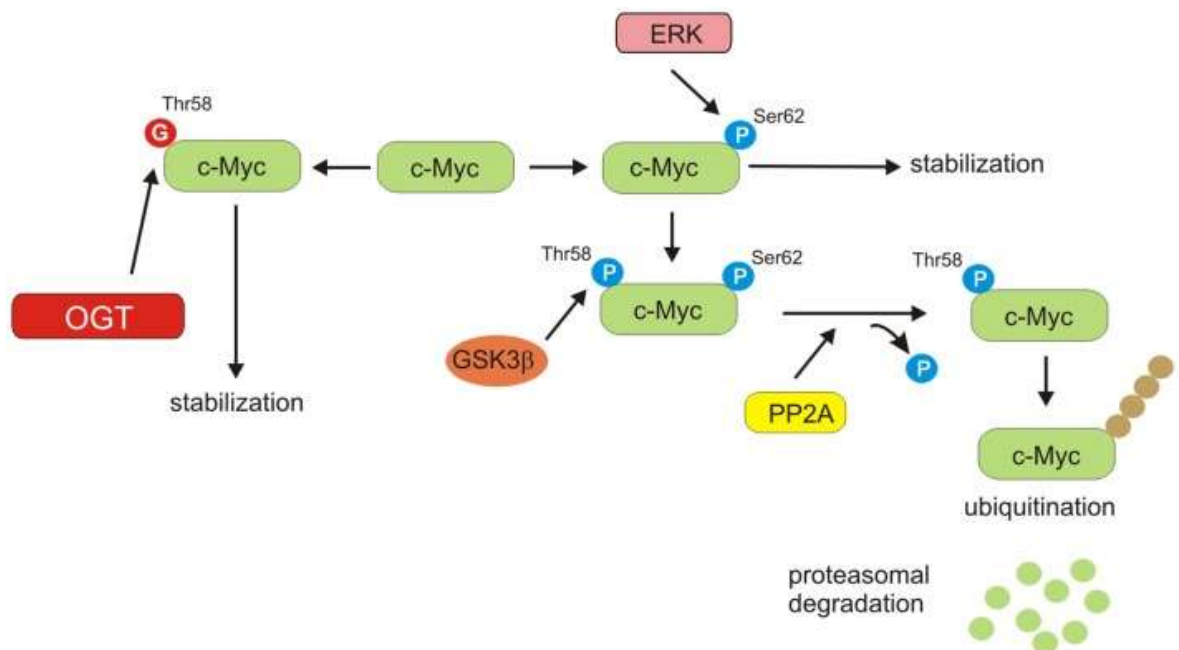 ERK
Thr58
G
Ser62
P
c-Myc
c-Myc
c-Myc
stabilization
Thr58
P
Ser62
P
Thr58
P
c-Myc
c-Myc
OGT
GSK3β
P
stabilization
PP2A
c-Myc
ubiquitination
proteasomal
degradation